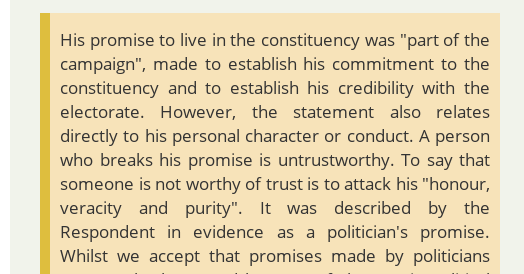 His promise to live in the constituency was "part of the
campaign", made to establish his commitment to the
constituency and to establish his credibility with the
electorate. However, the statement also relates
directly to his personal character or conduct. A person
who breaks his promise is untrustworthy. To say that
someone is not worthy of trust is to attack his "honour,
veracity and purity". It was described by the
Respondent in evidence as a politician's promise.
Whilst we accept that promises made by politicians